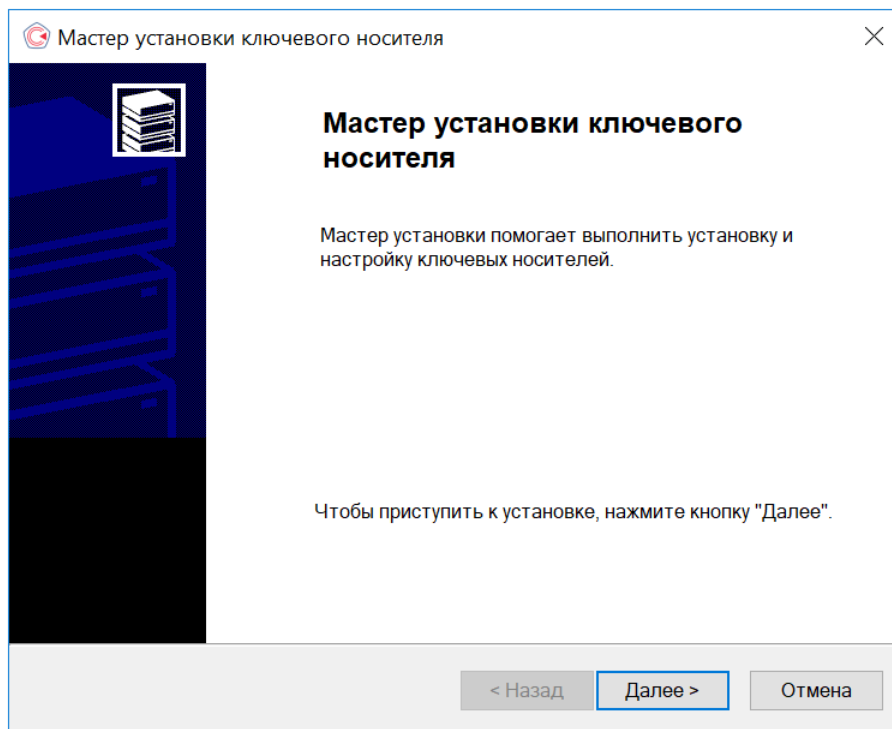 Мастер установки ключевого носителя
Мастер установки ключевого
носителя
Мастер установки помогает выполнить установку и
настройку ключевых носителей.
Чтобы приступить к установке, нажмите кнопку "Далее".
< Назад
Далее >
Отмена